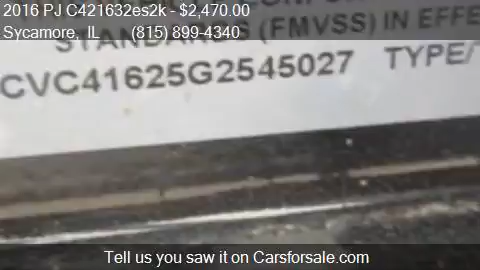 2016 PJ C421632es2k - $2,470.00
Sycamore, IL (815) 899-4340
STANDARDS (FMVSS) IN EFFE
CVC41625G2545027 TYPE/
Tell us you saw it on Carsforsale.com